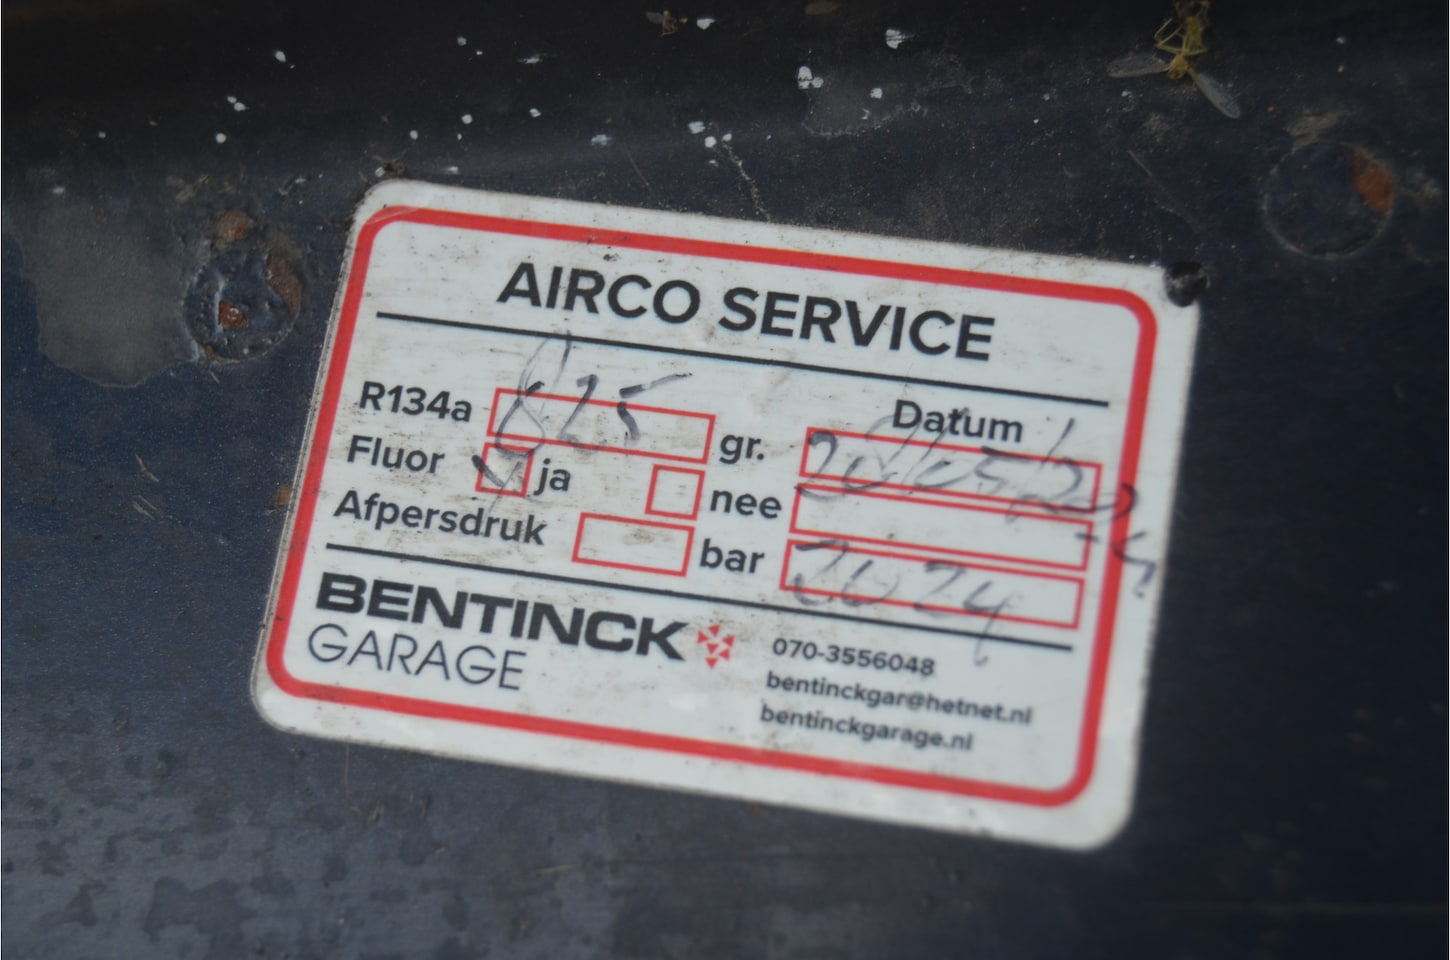 AIRCO SERVICE
R134a 825 gr.
Datum
Fluor ja nee
Afpersdruk bar
2024
BENTINCK
GARAGE
070-3556048
bentinckgar@hetnet.nl
bentinckgarage.nl